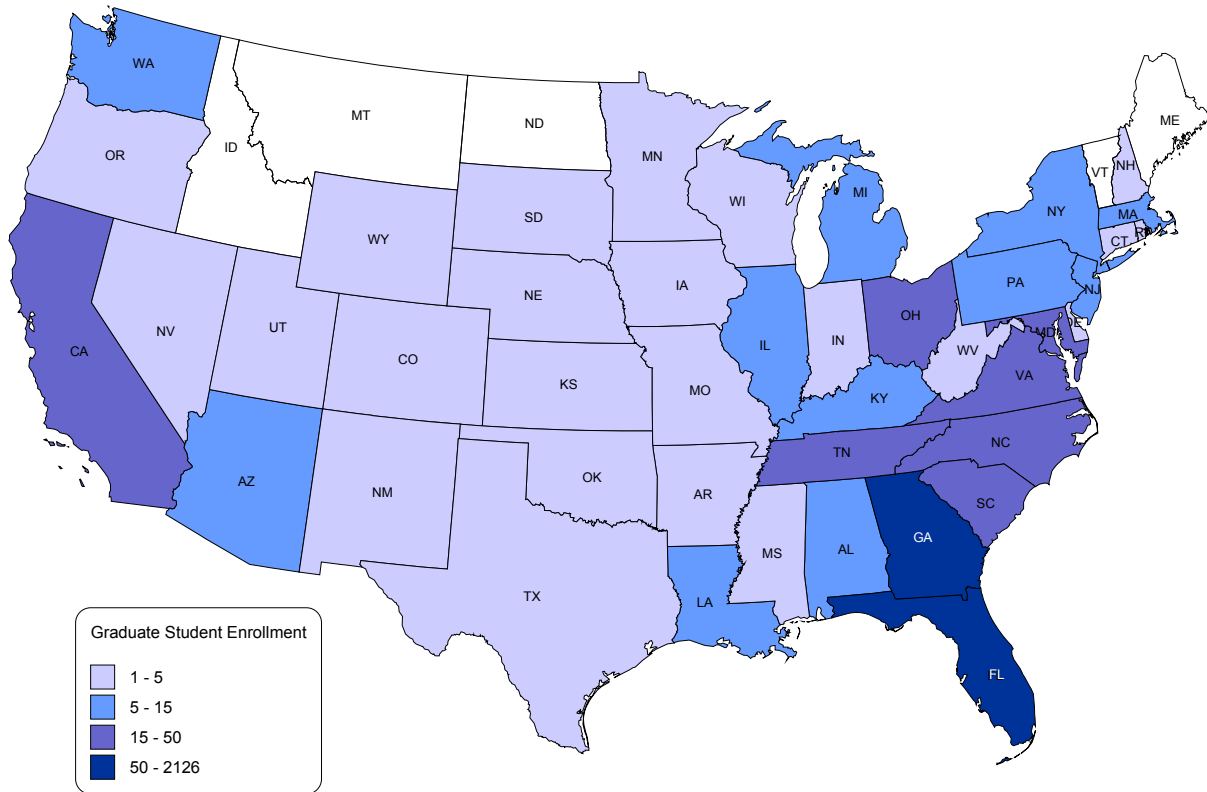 WA
MT
ND
ME
OR
ID
MN
VT
NH
WI
MI
SD
NY
MA
WY
RI
CT
IA
NE
PA
NJ
UT
NV
OH
DE
IN
MD
IL
CA
CO
WV
VA
KS
MO
KY
NC
TN
AZ
OK
NM
AR
SC
GA
MS
AL
TX
LA
FL
Graduate Student Enrollment
1 - 5
5 - 15
15 - 50
50 - 2126